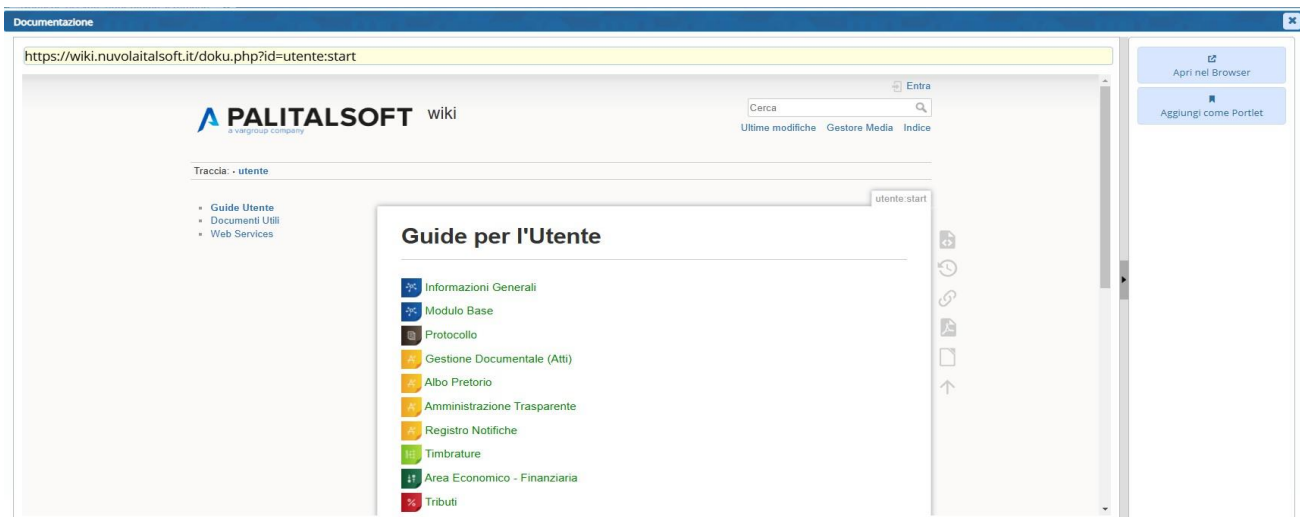 Documentazione
https://wiki.nuvolaitalsoft.it/doku.php?id=utente:start
Apri nel Browser
Aggiungi come Portlet
Entra
PALITALSOFT wiki
a vargroup company
Cerca
Ultime modifiche Gestore Media Indice
Traccia: • utente
utente:start
Guide Utente
Documenti Utili
Web Services
Guide per l'Utente
Informazioni Generali
Modulo Base
Protocollo
Gestione Documentale (Atti)
Albo Pretorio
Amministrazione Trasparente
Registro Notifiche
Timbrature
Area Economico - Finanziaria
Tributi